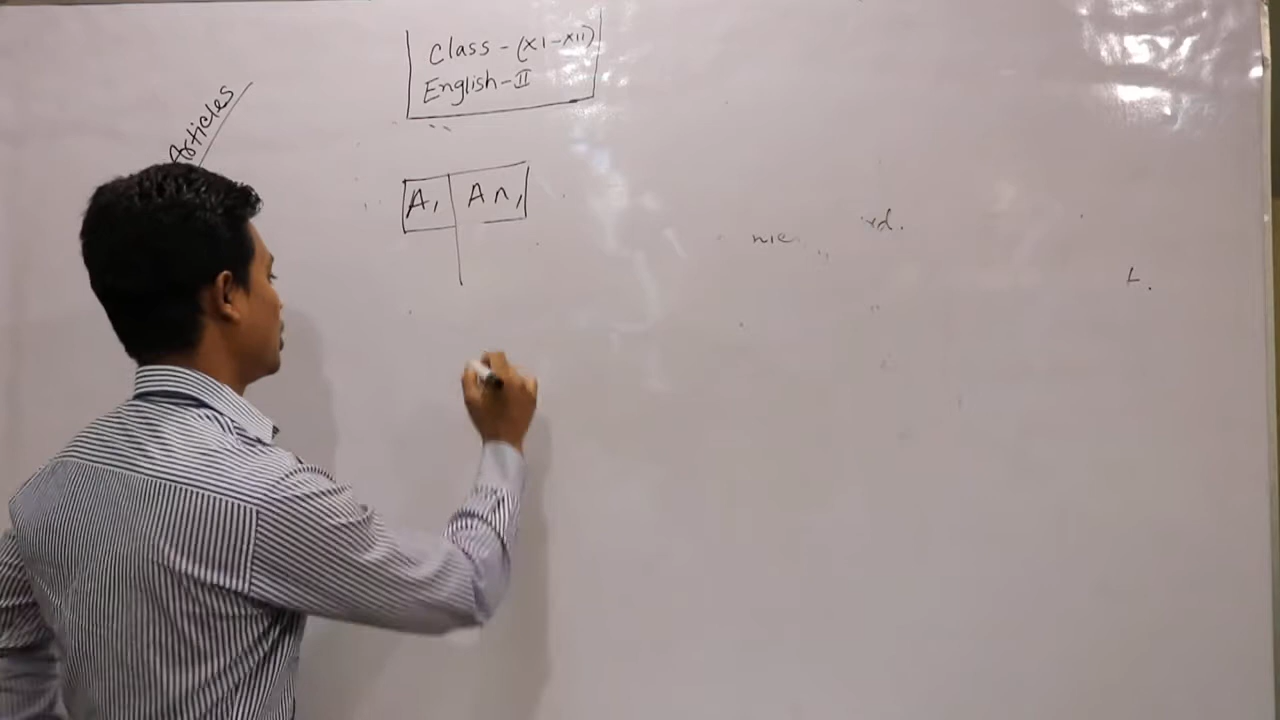 Class - (XI-XII)
English-II
Articles
A, An,